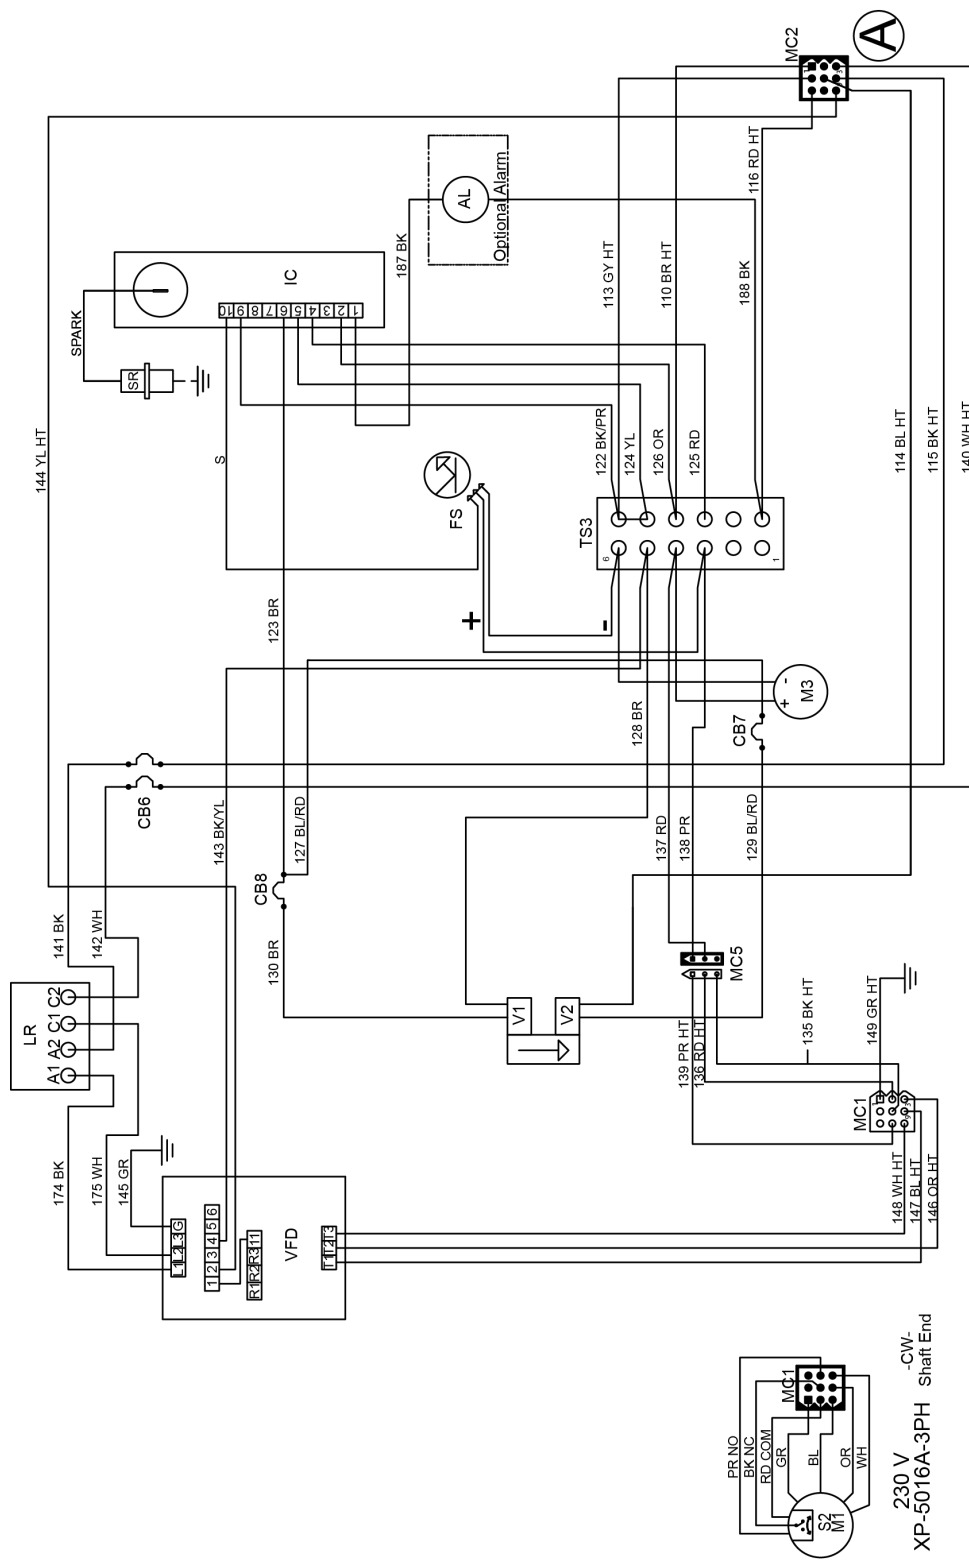 MC2
A
144 YL HT
SPARK
SR
IC
10
9
8
7
6
5
4
3
2
1
S
187 BK
AL
Optional Alarm
116 RD HT
113 GY HT
110 BR HT
188 BK
FS
122 BK/PR
124 YL
126 OR
125 RD
114 BL HT
115 BK HT
140 WH HT
TS3
6
1
+
-
123 BR
128 BR
+
-
M3
CB7
CB6
143 BK/YL
127 BL/RD
137 RD
138 PR
129 BL/RD
CB8
141 BK
142 WH
130 BR
LR
A1 A2 C1 C2
V1
V2
MC5
139 PR HT
136 RD HT
135 BK HT
149 GR HT
MC1
174 BK
175 WH
145 GR
148 WH HT
147 BL HT
146 OR HT
L1 L2 L3 G
1 2 3 4 5 6
R1 R2 R3 11
VFD
T1 T2 T3
PR NO
BK NC
RD COM
GR
BL
OR
WH
MC1
S2
M1
230 V
XP-5016A-3PH
-CW-
Shaft End